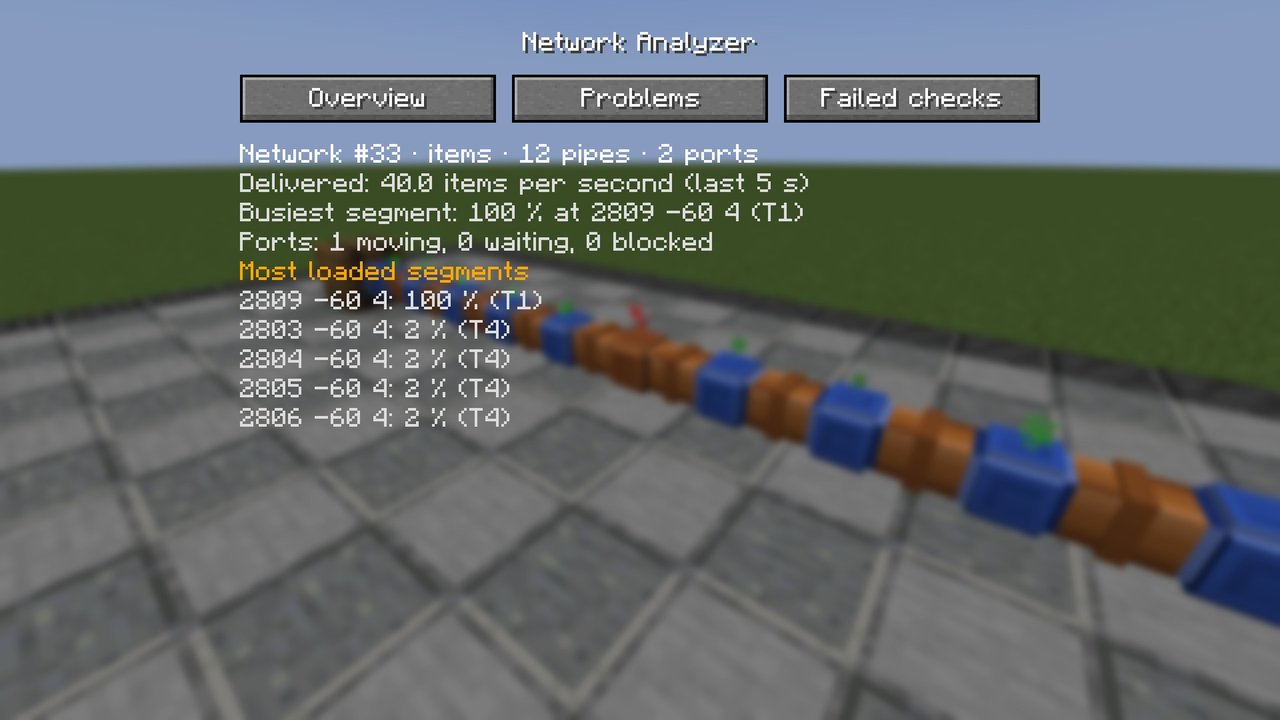 Network Analyzer
Overview
Problems
Failed checks
Network #33 · items · 12 pipes · 2 ports
Delivered: 40.0 items per second (last 5 s)
Busiest segment: 100 % at 2809 -60 4 (T1)
Ports: 1 moving, 0 waiting, 0 blocked
Most loaded segments
2809 -60 4: 100 % (T1)
2803 -60 4: 2 % (T4)
2804 -60 4: 2 % (T4)
2805 -60 4: 2 % (T4)
2806 -60 4: 2 % (T4)